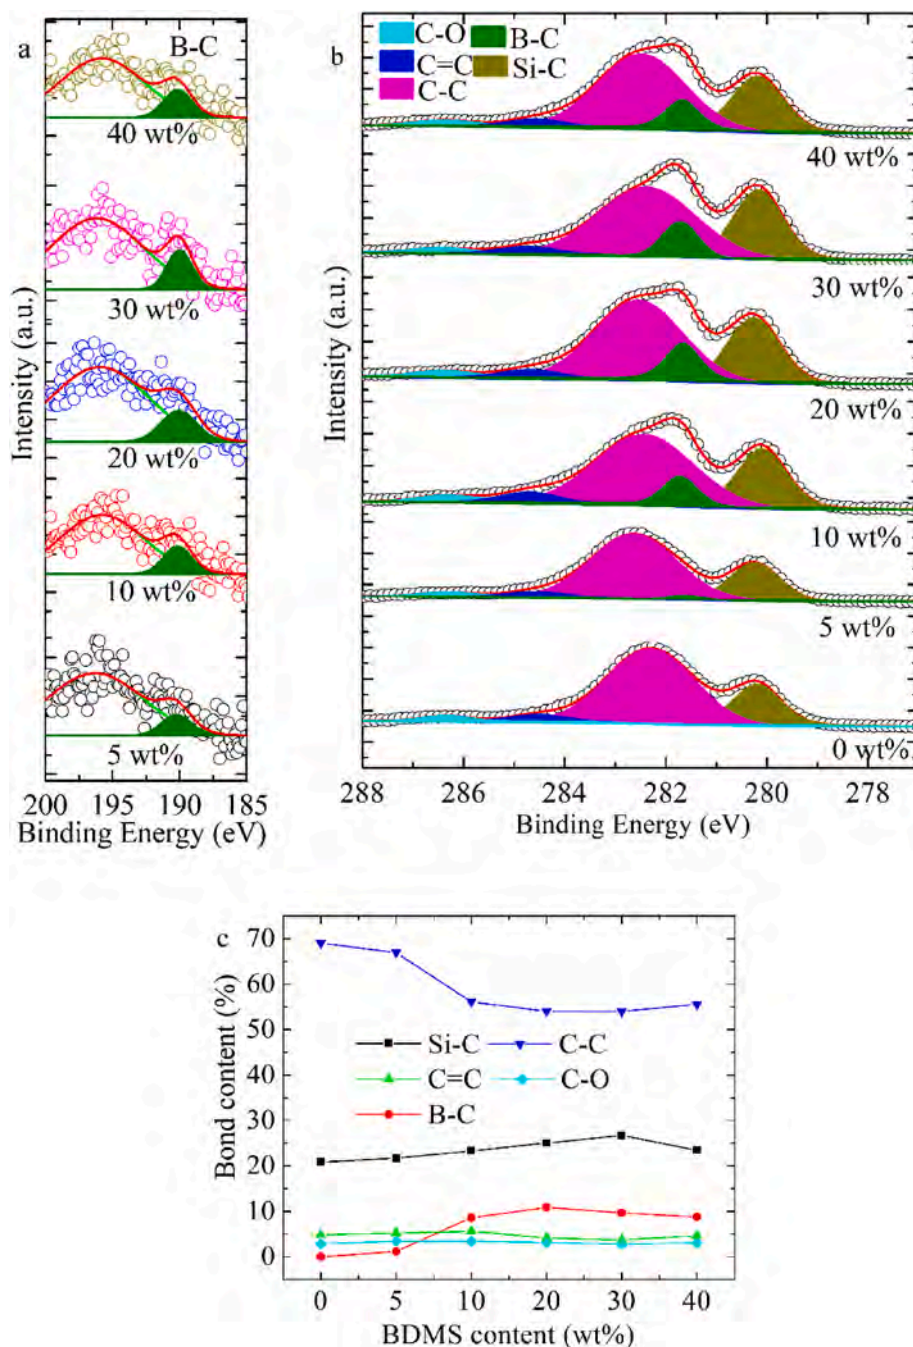 a
B-C
40 wt%
30 wt%
20 wt%
10 wt%
5 wt%
Intensity (a.u.)
200 195 190 185
Binding Energy (eV)
b
C-O
B-C
C=C
Si-C
C-C
40 wt%
30 wt%
20 wt%
10 wt%
5 wt%
0 wt%
Intensity (a.u.)
288 286 284 282 280 278
Binding Energy (eV)
c
70
60
50
40
30
20
10
0
Si-C
C-C
C=C
C-O
B-C
Bond content (%)
0 5 10 20 30 40
BDMS content (wt%)